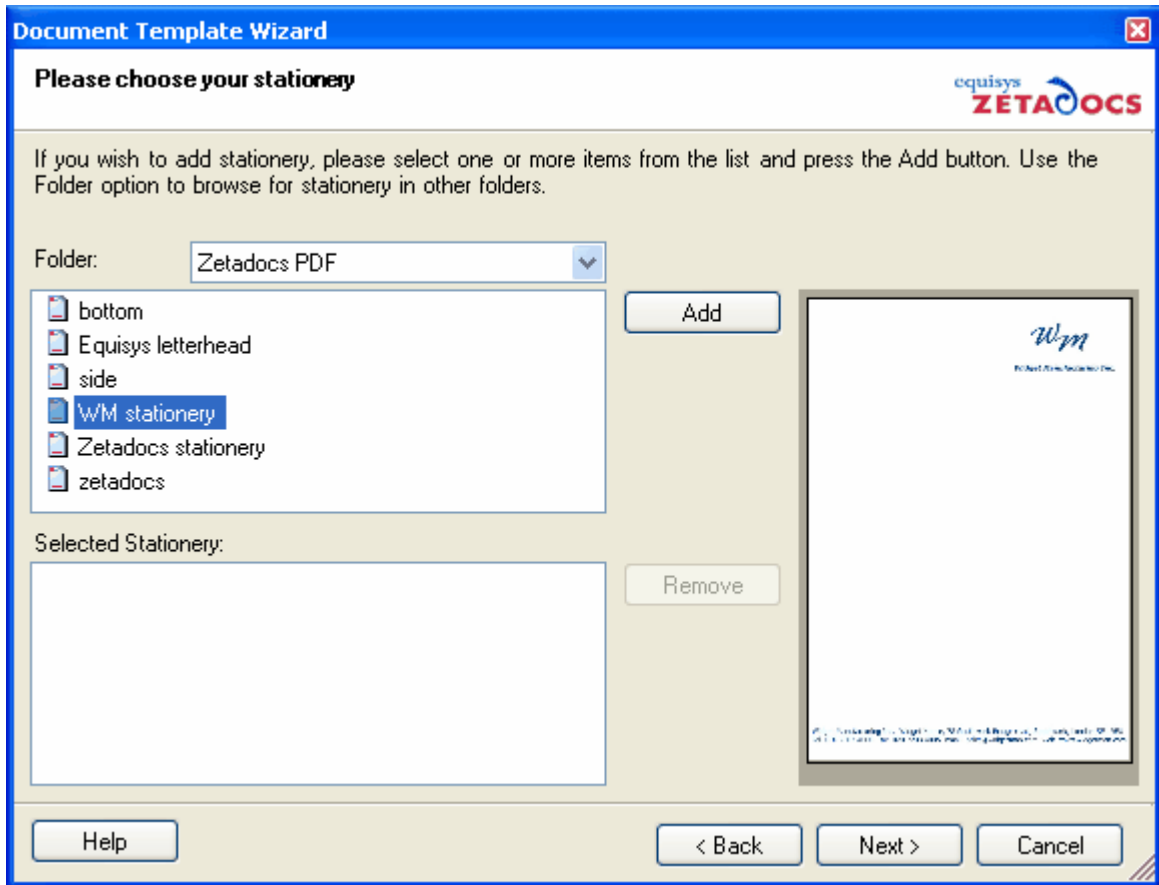 Document Template Wizard
Please choose your stationery
equisys
ZETADOCS
If you wish to add stationery, please select one or more items from the list and press the Add button. Use the
Folder option to browse for stationery in other folders.
Folder:
Zetadocs PDF
bottom
Equisys letterhead
side
WM stationery
Zetadocs stationery
zetadocs
Add
Wm
Selected Stationery:
Remove
Help
< Back
Next >
Cancel